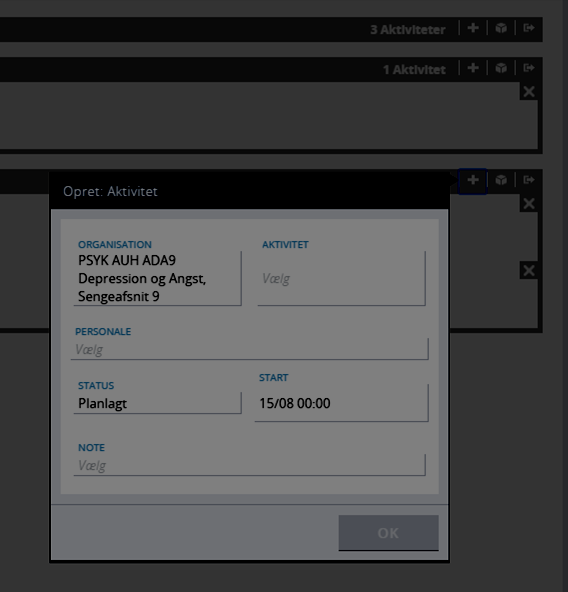 3 Aktiviteter
1 Aktivitet
Opret: Aktivitet
ORGANISATION
PSYK AUH ADA9
Depression og Angst,
Sengeafsnit 9
AKTIVITET
Vælg
PERSONALE
Vælg
STATUS
Planlagt
START
15/08 00:00
NOTE
Vælg
OK